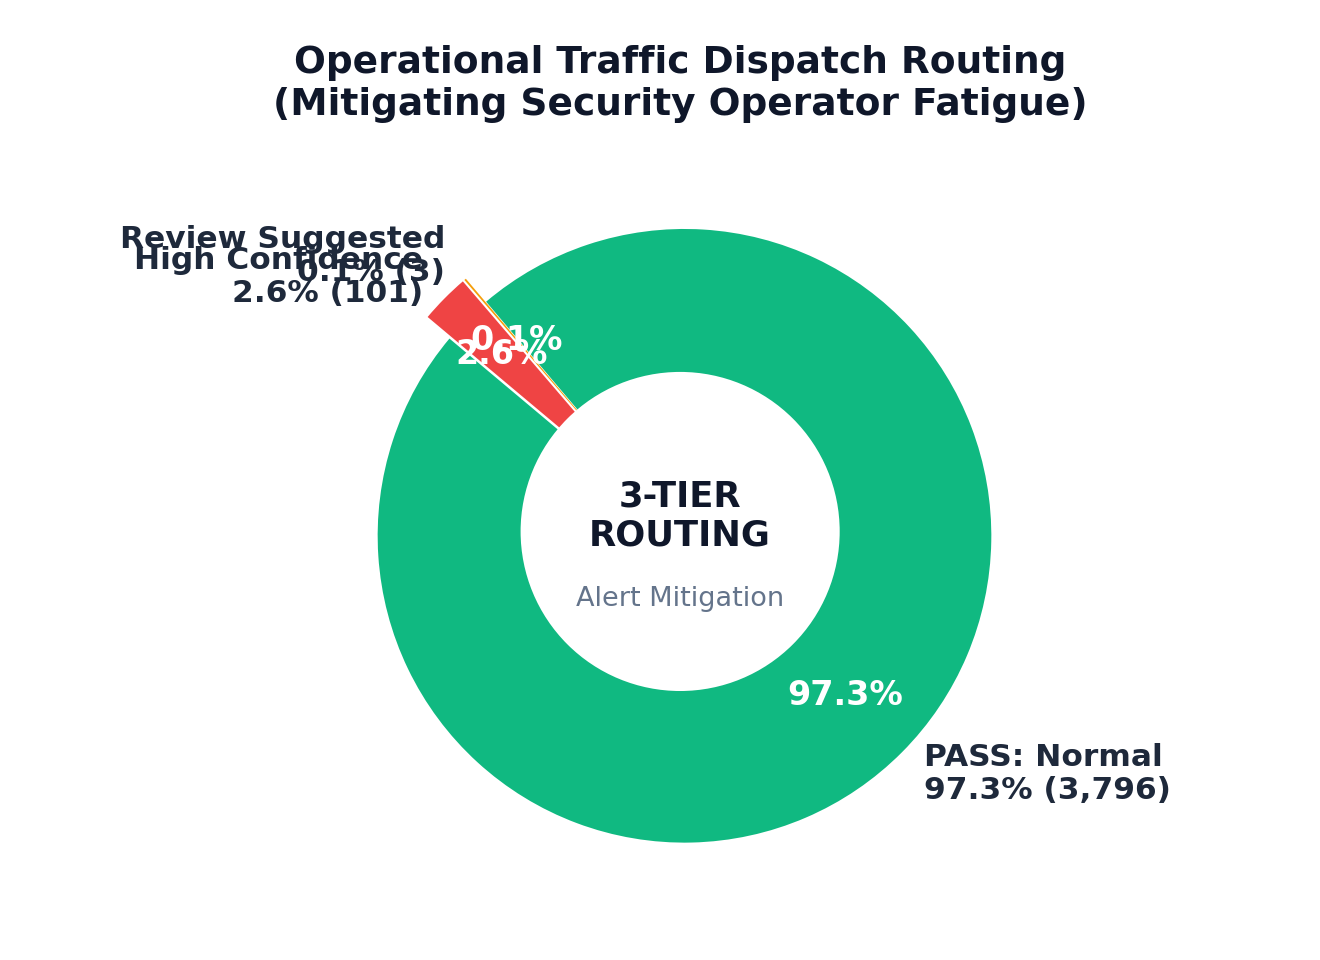 Operational Traffic Dispatch Routing
(Mitigating Security Operator Fatigue)
Review Suggested
0.1% (3)
High Confidence
2.6% (101)
0.1%
2.6%
3-TIER
ROUTING
Alert Mitigation
97.3%
PASS: Normal
97.3% (3,796)